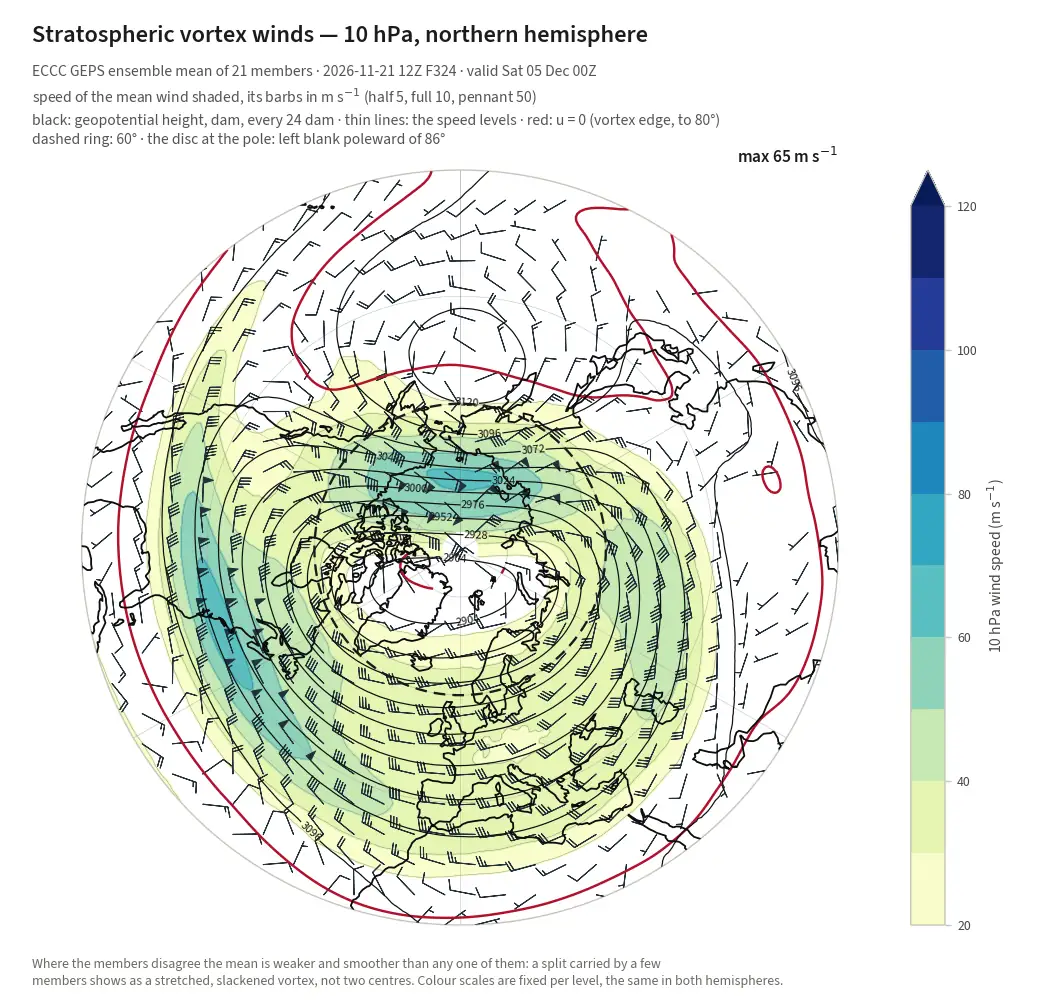 Stratospheric vortex winds — 10 hPa, northern hemisphere
ECCC GEPS ensemble mean of 21 members · 2026-11-21 12Z F324 · valid Sat 05 Dec 00Z
speed of the mean wind shaded, its barbs in m s⁻¹ (half 5, full 10, pennant 50)
black: geopotential height, dam, every 24 dam · thin lines: the speed levels · red: u = 0 (vortex edge, to 80°)
dashed ring: 60° · the disc at the pole: left blank poleward of 86°
max 65 m s⁻¹
120
100
80
60
40
20
10 hPa wind speed (m s⁻¹)
3096
3120
3096
3072
3024
3000
2976
2952
2928
2904
Where the members disagree the mean is weaker and smoother than any one of them: a split carried by a few
members shows as a stretched, slackened vortex, not two centres. Colour scales are fixed per level, the same in both hemispheres.